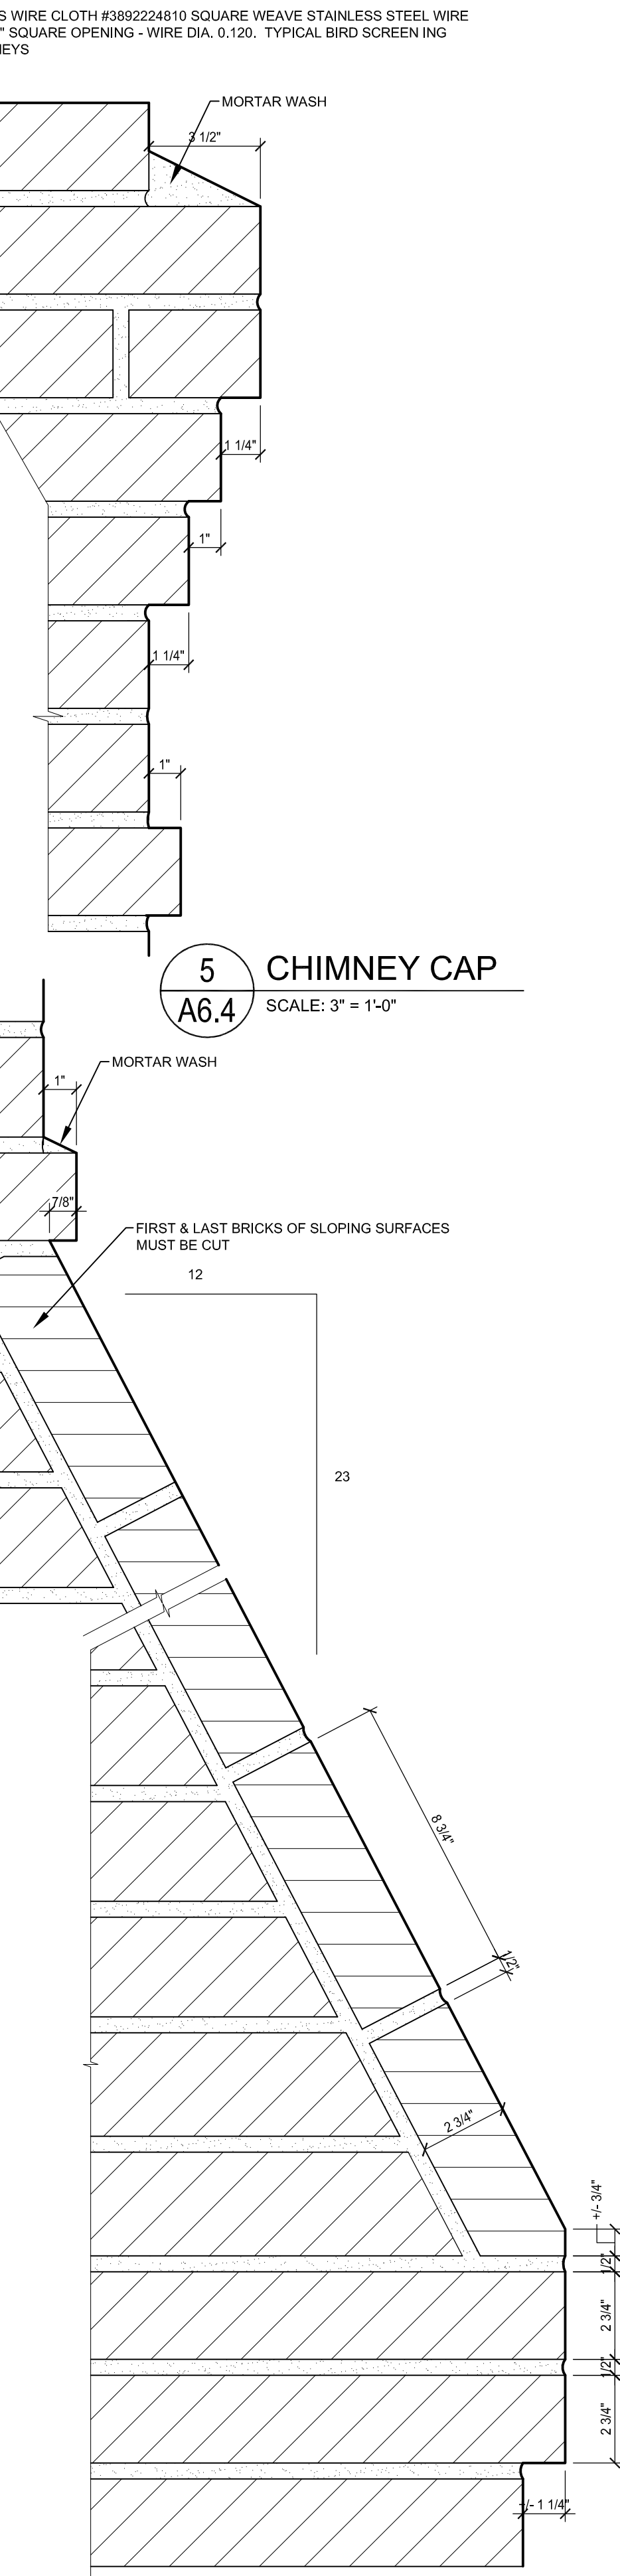 S WIRE CLOTH #3892224810 SQUARE WEAVE STAINLESS STEEL WIRE
" SQUARE OPENING - WIRE DIA. 0.120. TYPICAL BIRD SCREEN ING
NEYS
MORTAR WASH
3 1/2"
1 1/4"
1"
1 1/4"
1"
5
A6.4
CHIMNEY CAP
SCALE: 3" = 1'-0"
MORTAR WASH
1"
7/8"
FIRST & LAST BRICKS OF SLOPING SURFACES
MUST BE CUT
12
23
8 3/4"
1/2"
2 3/4"
+/- 3/4"
1/2"
2 3/4"
1/2"
2 3/4"
+/- 1 1/4"